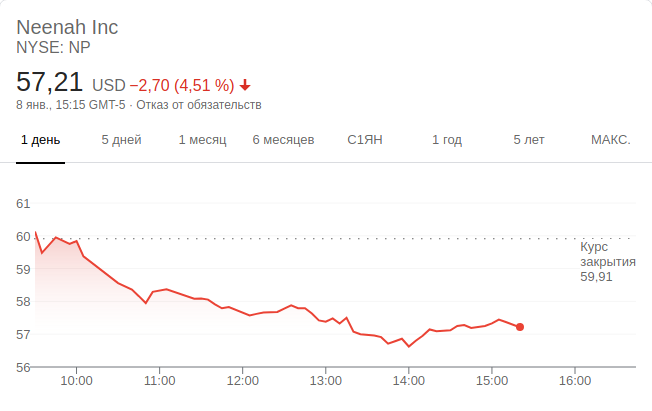 Neenah Inc
NYSE: NP
57,21 USD −2,70 (4,51 %)
8 янв., 15:15 GMT-5 · Отказ от обязательств
1 день 5 дней 1 месяц 6 месяцев С1ЯН 1 год 5 лет МАКС.
61
60
Курс
закрытия
59,91
59
58
57
56
10:00 11:00 12:00 13:00 14:00 15:00 16:00